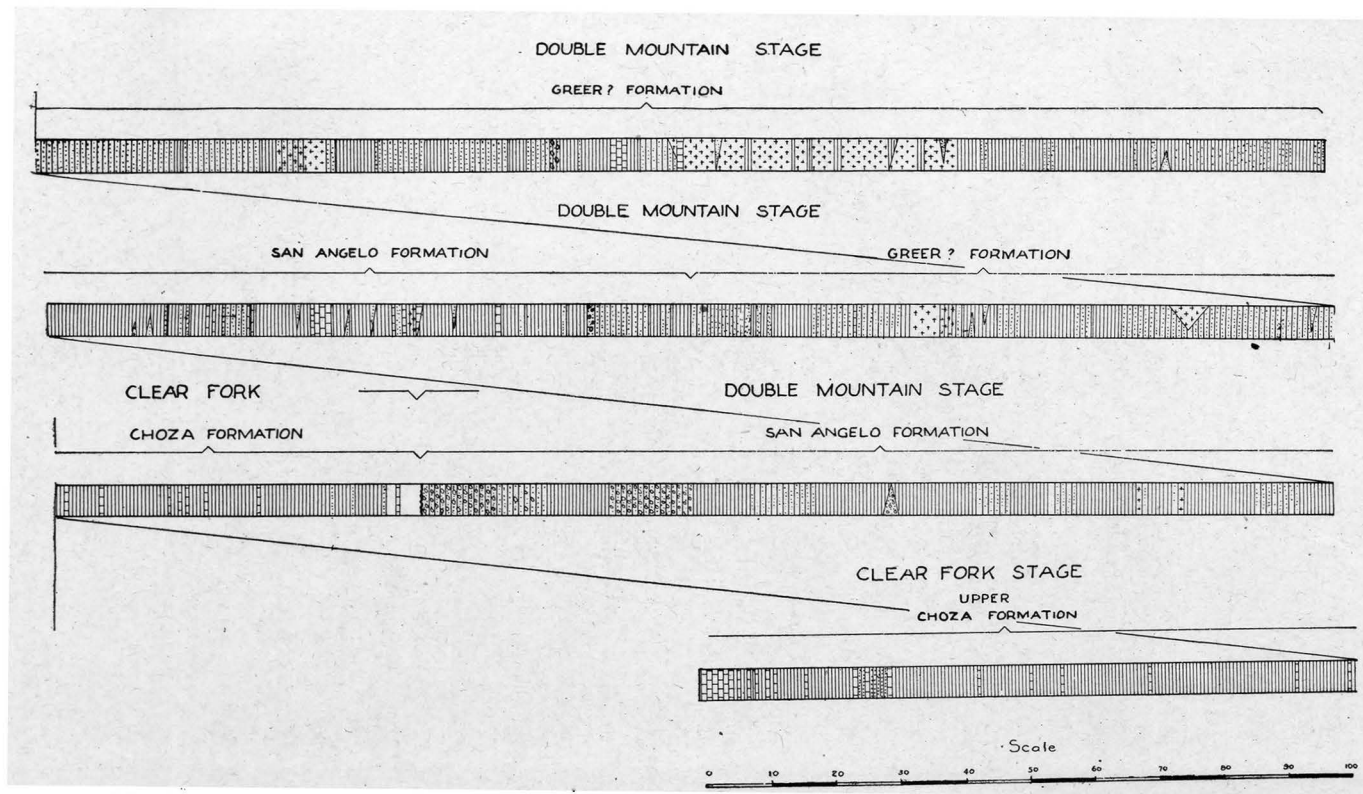 DOUBLE MOUNTAIN STAGE
GREER? FORMATION
DOUBLE MOUNTAIN STAGE
SAN ANGELO FORMATION GREER? FORMATION
CLEAR FORK DOUBLE MOUNTAIN STAGE
CHOZA FORMATION SAN ANGELO FORMATION
CLEAR FORK STAGE
UPPER
CHOZA FORMATION
Scale
0 10 20 30 40 50 60 70 80 90 100